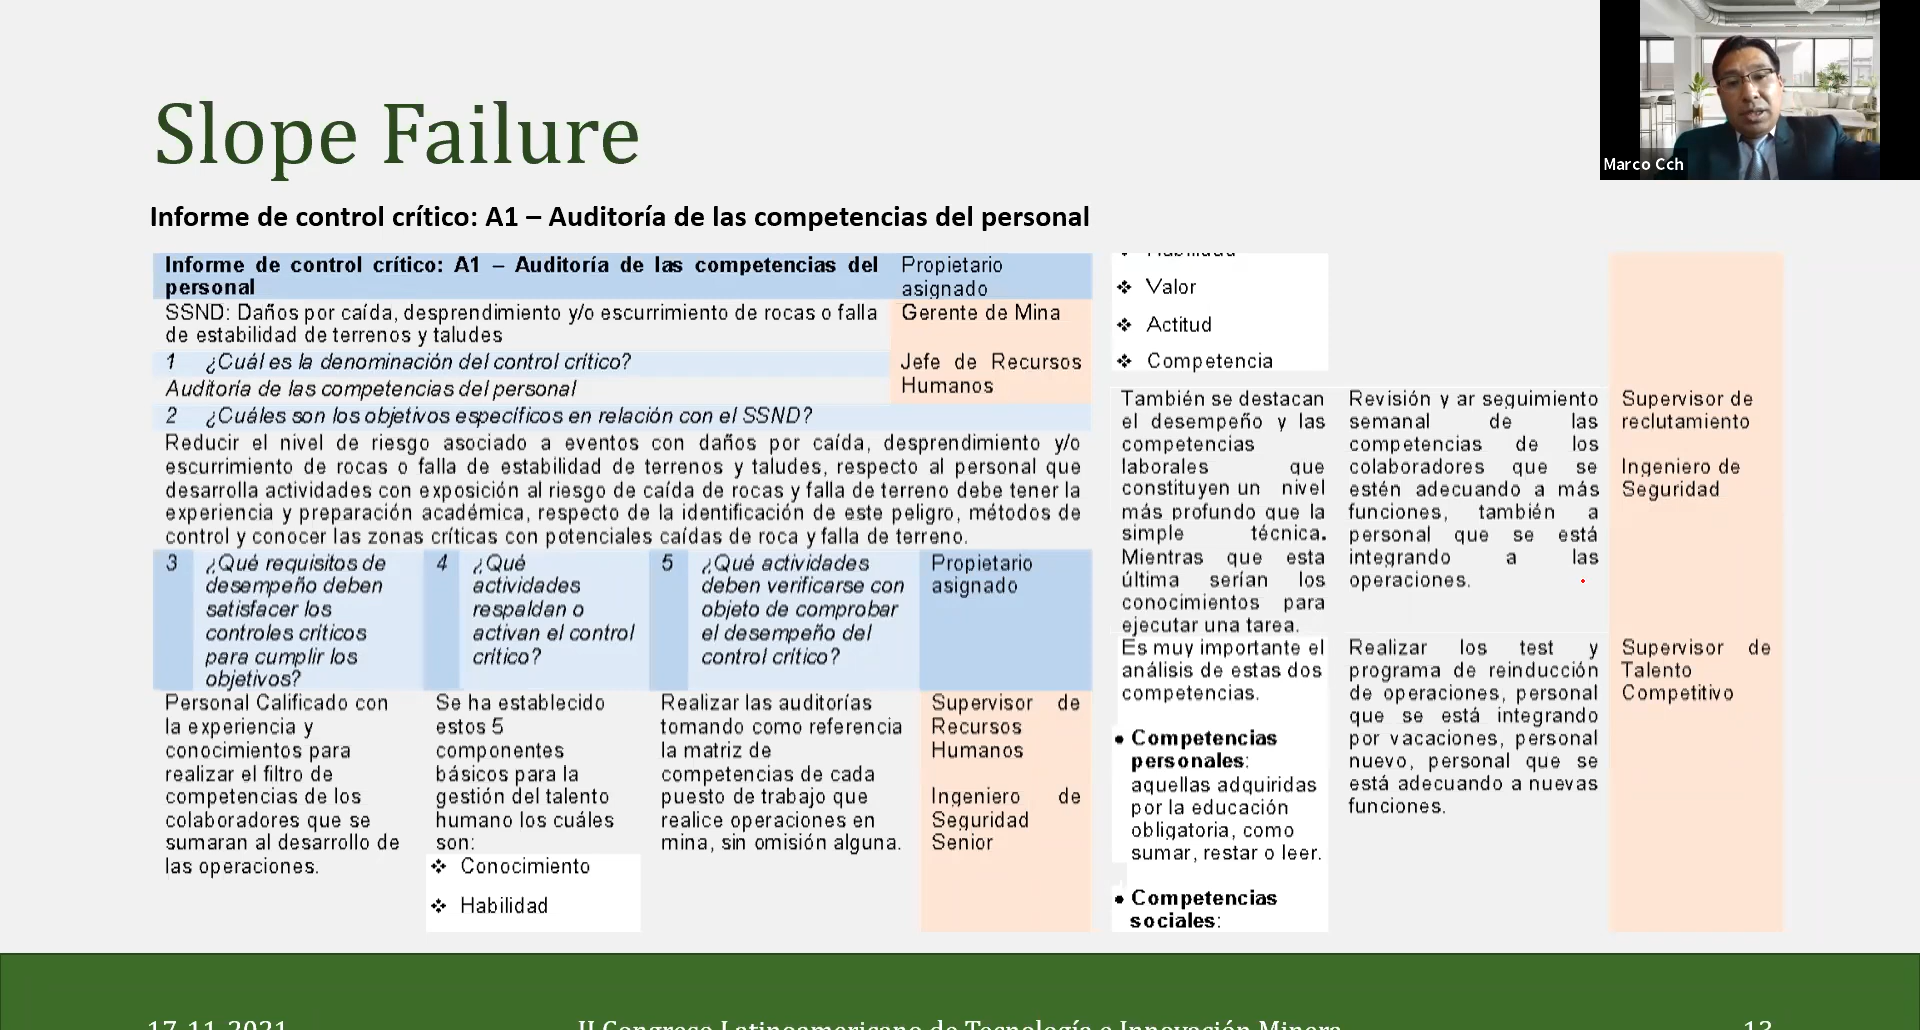 Slope Failure
Marco Cch
Informe de control crítico: A1 – Auditoría de las competencias del personal
Informe de control crítico: A1 – Auditoría de las competencias del
personal
Propietario
asignado
SSND: Daños por caída, desprendimiento y/o escurrimiento de rocas o falla
de estabilidad de terrenos y taludes
Gerente de Mina
1 ¿Cuál es la denominación del control crítico?
Auditoría de las competencias del personal
Jefe de Recursos
Humanos
2 ¿Cuáles son los objetivos específicos en relación con el SSND?
Reducir el nivel de riesgo asociado a eventos con daños por caída, desprendimiento y/o
escurrimiento de rocas o falla de estabilidad de terrenos y taludes, respecto al personal que
desarrolla actividades con exposición al riesgo de caída de rocas y falla de terreno debe tener la
experiencia y preparación académica, respecto de la identificación de este peligro, métodos de
control y conocer las zonas críticas con potenciales caídas de roca y falla de terreno.
3 ¿Qué requisitos de
desempeño deben
satisfacer los
controles críticos
para cumplir los
objetivos?
4 ¿Qué
actividades
respaldan o
activan el control
crítico?
5 ¿Qué actividades
deben verificarse con
objeto de comprobar
el desempeño del
control crítico?
Propietario
asignado
Personal Calificado con
la experiencia y
conocimientos para
realizar el filtro de
competencias de los
colaboradores que se
sumaran al desarrollo de
las operaciones.
Se ha establecido
estos 5
componentes
básicos para la
gestión del talento
humano los cuáles
son:
❖ Conocimiento
❖ Habilidad
Realizar las auditorías
tomando como referencia
la matriz de
competencias de cada
puesto de trabajo que
realice operaciones en
mina, sin omisión alguna.
Supervisor de
Recursos
Humanos
Ingeniero de
Seguridad
Senior
❖ Habilidad
❖ Valor
❖ Actitud
❖ Competencia
También se destacan
el desempeño y las
competencias
laborales que
constituyen un nivel
más profundo que la
simple técnica.
Mientras que esta
última serían los
conocimientos para
ejecutar una tarea.
Revisión y ar seguimiento
semanal de las
competencias de los
colaboradores que se
estén adecuando a más
funciones, también a
personal que se está
integrando a las
operaciones.
Supervisor de
reclutamiento
Ingeniero de
Seguridad
Es muy importante el
análisis de estas dos
competencias.
• Competencias
personales:
aquellas adquiridas
por la educación
obligatoria, como
sumar, restar o leer.
• Competencias
sociales:
Realizar los test y
programa de reinducción
de operaciones, personal
que se está integrando
por vacaciones, personal
nuevo, personal que se
está adecuando a nuevas
funciones.
Supervisor de
Talento
Competitivo
17-11-2021
II Congreso Latinoamericano de Tecnología e Innovación Minera
13